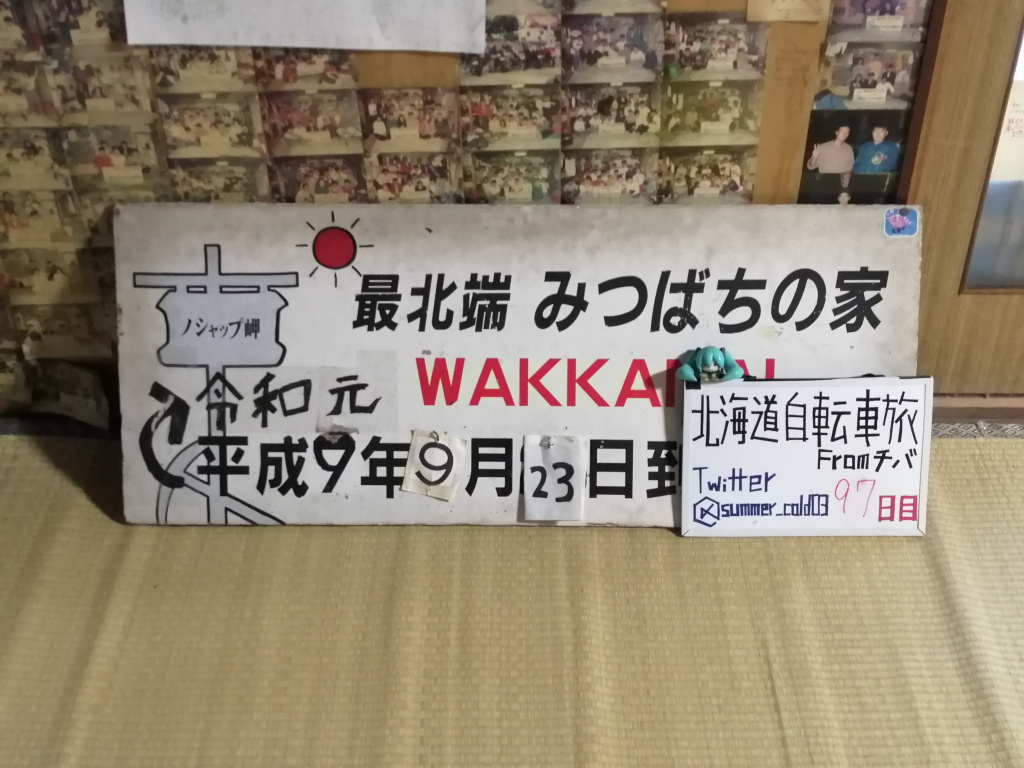 最北端 みつばちの家
ノシャップ岬
WAKKANAI
令和元
平成9年9月23日到
北海道自転車旅
Fromチバ
Twitter
@summer_cold03
97日目